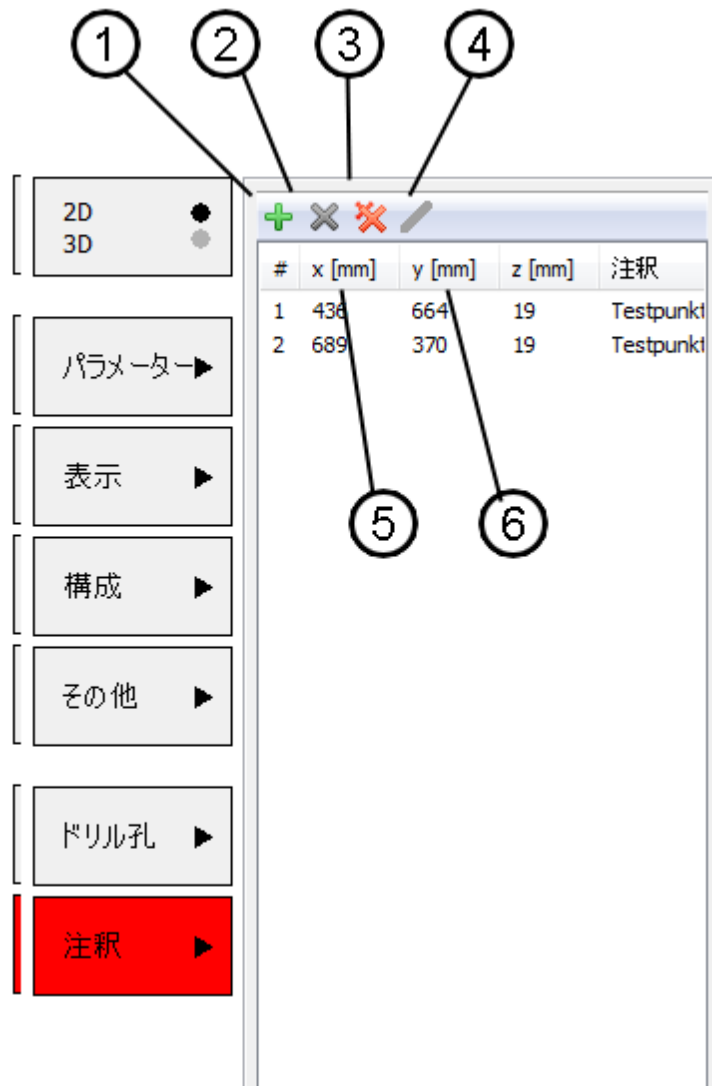 1 2 3 4
2D
3D
# x [mm] y [mm] z [mm] 注釈
1 436 664 19 Testpunkt
2 689 370 19 Testpunkt
パラメーター
表示
5 6
構成
その他
ドリル孔
注釈